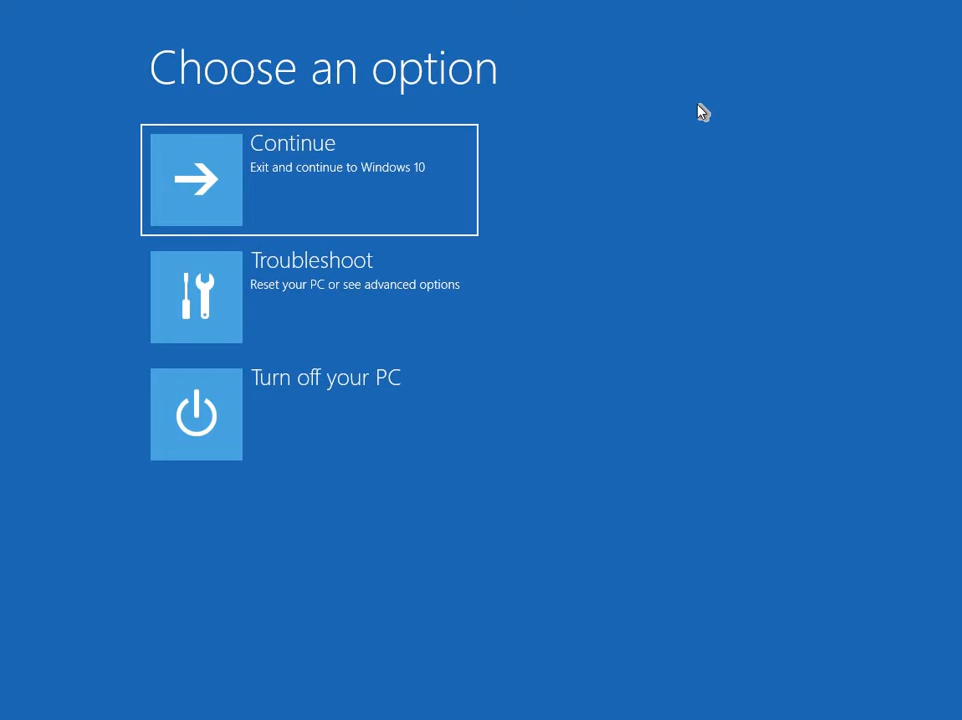 Choose an option
Continue
Exit and continue to Windows 10
Troubleshoot
Reset your PC or see advanced options
Turn off your PC